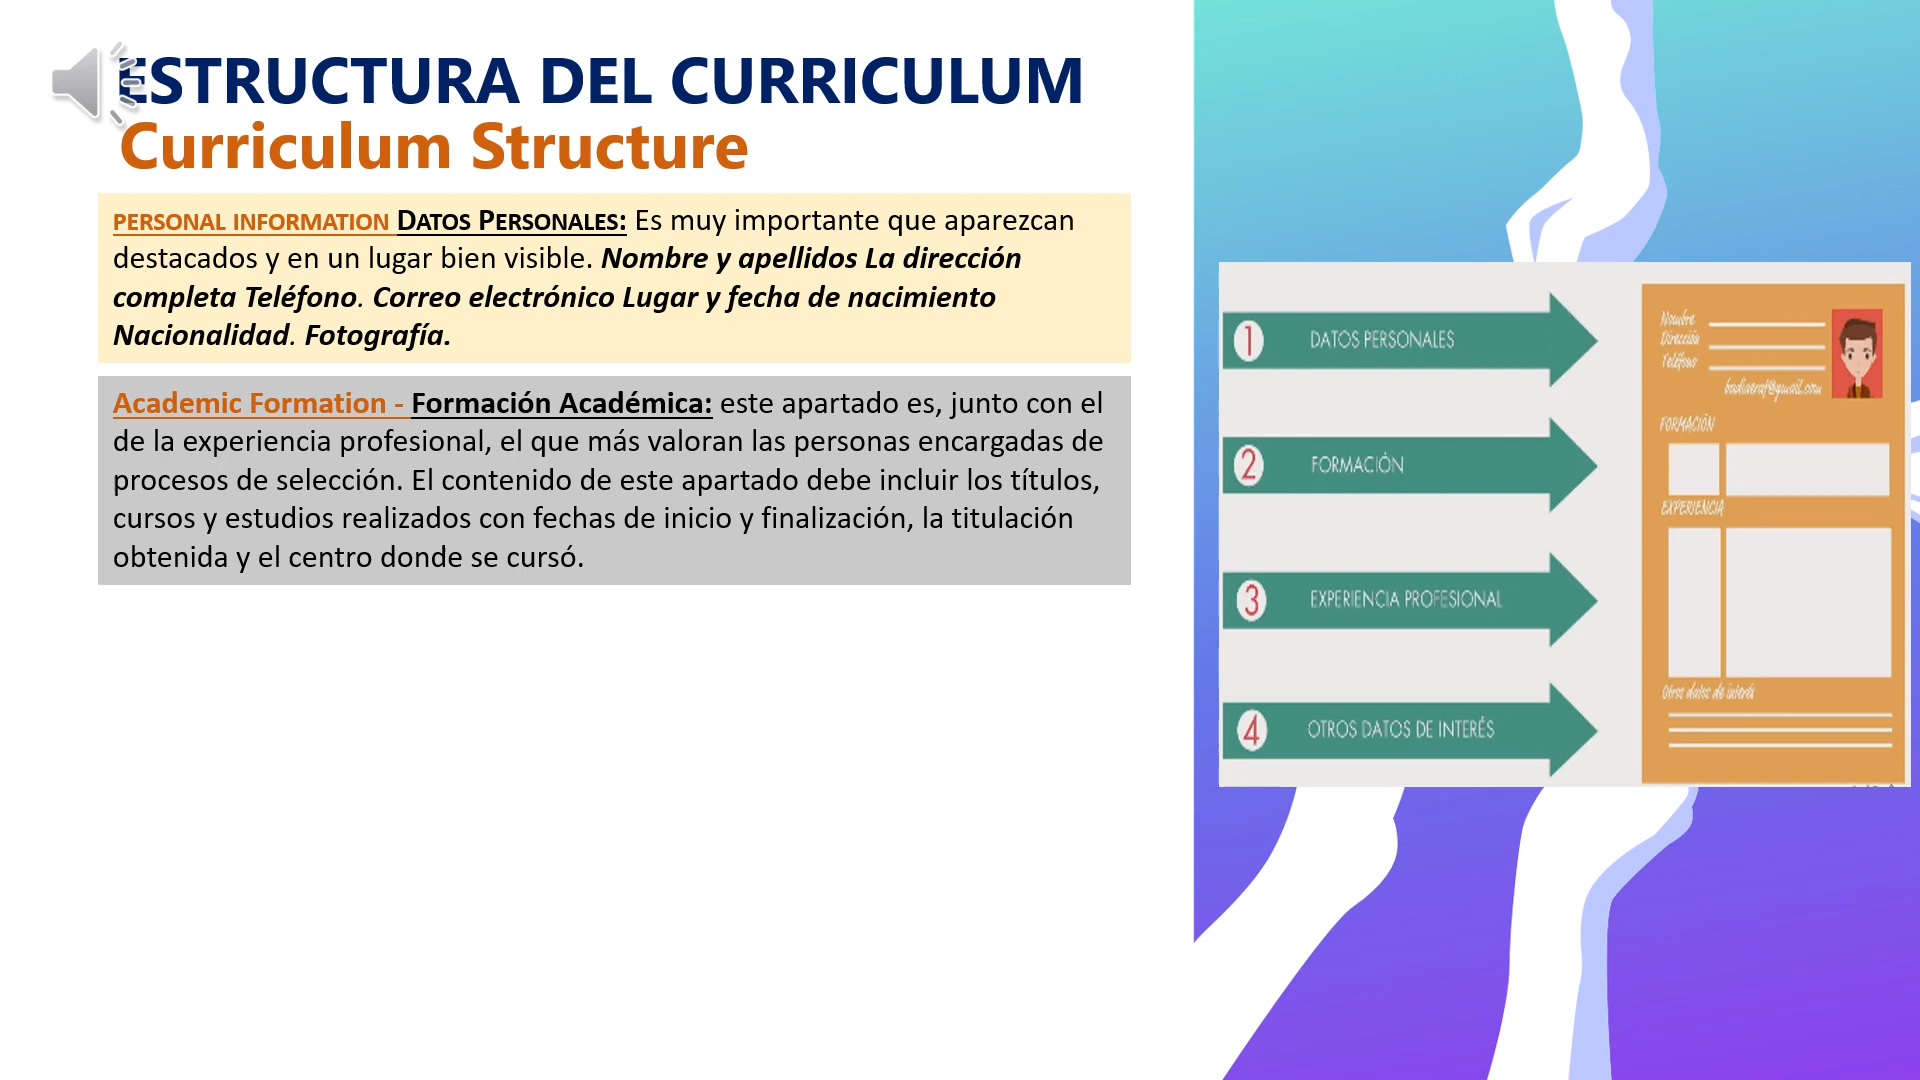 ESTRUCTURA DEL CURRICULUM
Curriculum Structure
PERSONAL INFORMATION DATOS PERSONALES: Es muy importante que aparezcan
destacados y en un lugar bien visible. Nombre y apellidos La dirección
completa Teléfono. Correo electrónico Lugar y fecha de nacimiento
Nacionalidad. Fotografía.
Academic Formation - Formación Académica: este apartado es, junto con el
de la experiencia profesional, el que más valoran las personas encargadas de
procesos de selección. El contenido de este apartado debe incluir los títulos,
cursos y estudios realizados con fechas de inicio y finalización, la titulación
obtenida y el centro donde se cursó.
1 DATOS PERSONALES
2 FORMACIÓN
3 EXPERIENCIA PROFESIONAL
4 OTROS DATOS DE INTERÉS
Nombre
Dirección
Teléfono
FORMACIÓN
EXPERIENCIA
Otros datos de interés